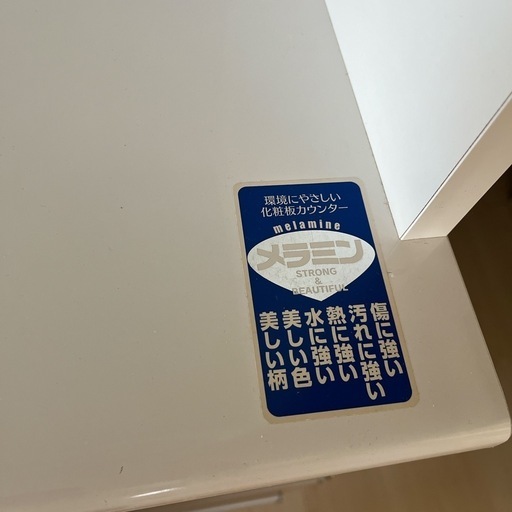 環境にやさしい
化粧板カウンター
melamine
メラミン
STRONG
&
BEAUTIFUL
傷に強い
汚れに強い
熱に強い
水に強い
美しい色
美しい柄